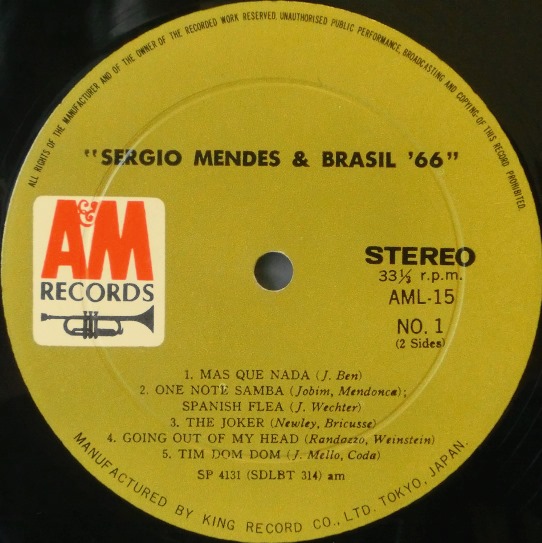 ALL RIGHTS OF THE MANUFACTURER AND OF THE OWNER OF THE RECORDED WORK RESERVED. UNAUTHORISED PUBLIC PERFORMANCE, BROADCASTING AND COPYING OF THIS RECORD PROHIBITED.
"SERGIO MENDES & BRASIL '66"
A&M
RECORDS
STEREO
33⅓ r.p.m.
AML-15
NO. 1
(2 Sides)
1. MAS QUE NADA (J. Ben)
2. ONE NOTE SAMBA (Jobim, Mendonca);
SPANISH FLEA (J. Wechter)
3. THE JOKER (Newley, Bricusse)
4. GOING OUT OF MY HEAD (Randaezo, Weinstein)
5. TIM DOM DOM (J. Mello, Coda)
SP 4131 (SDLBT 314) am
MANUFACTURED BY KING RECORD CO., LTD. TOKYO, JAPAN.